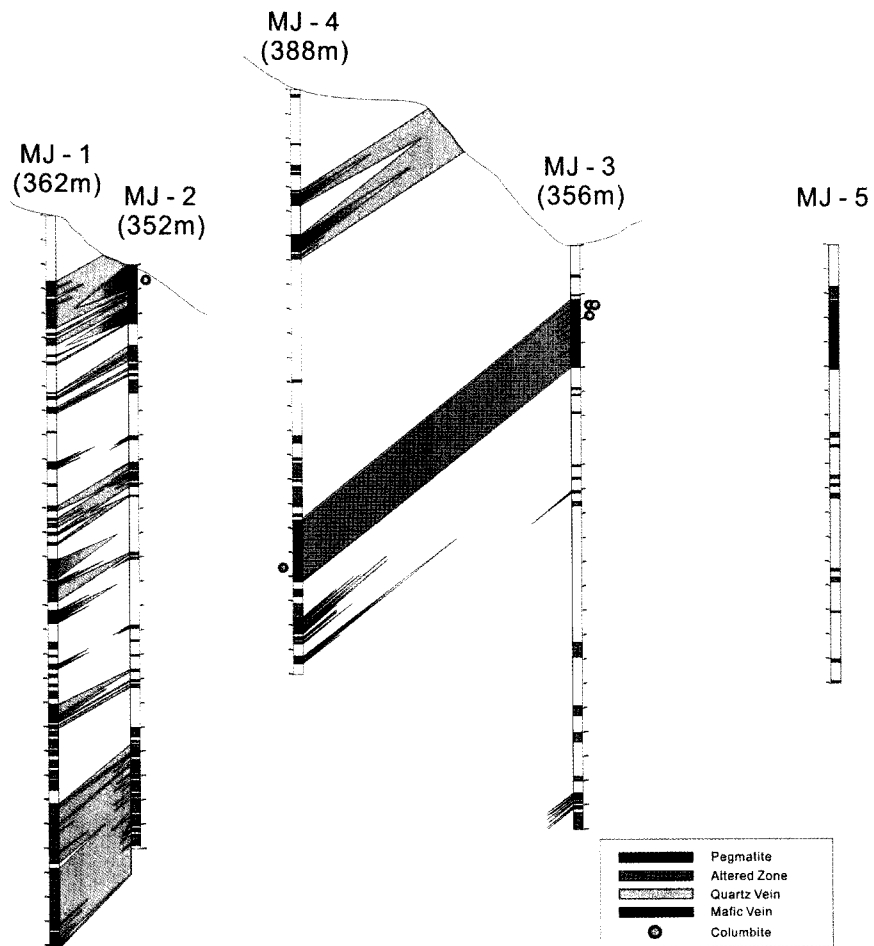 MJ - 4
(388m)
MJ - 1
(362m)
MJ - 2
(352m)
MJ - 3
(356m)
MJ - 5
Pegmatite
Altered Zone
Quartz Vein
Mafic Vein
Columbite